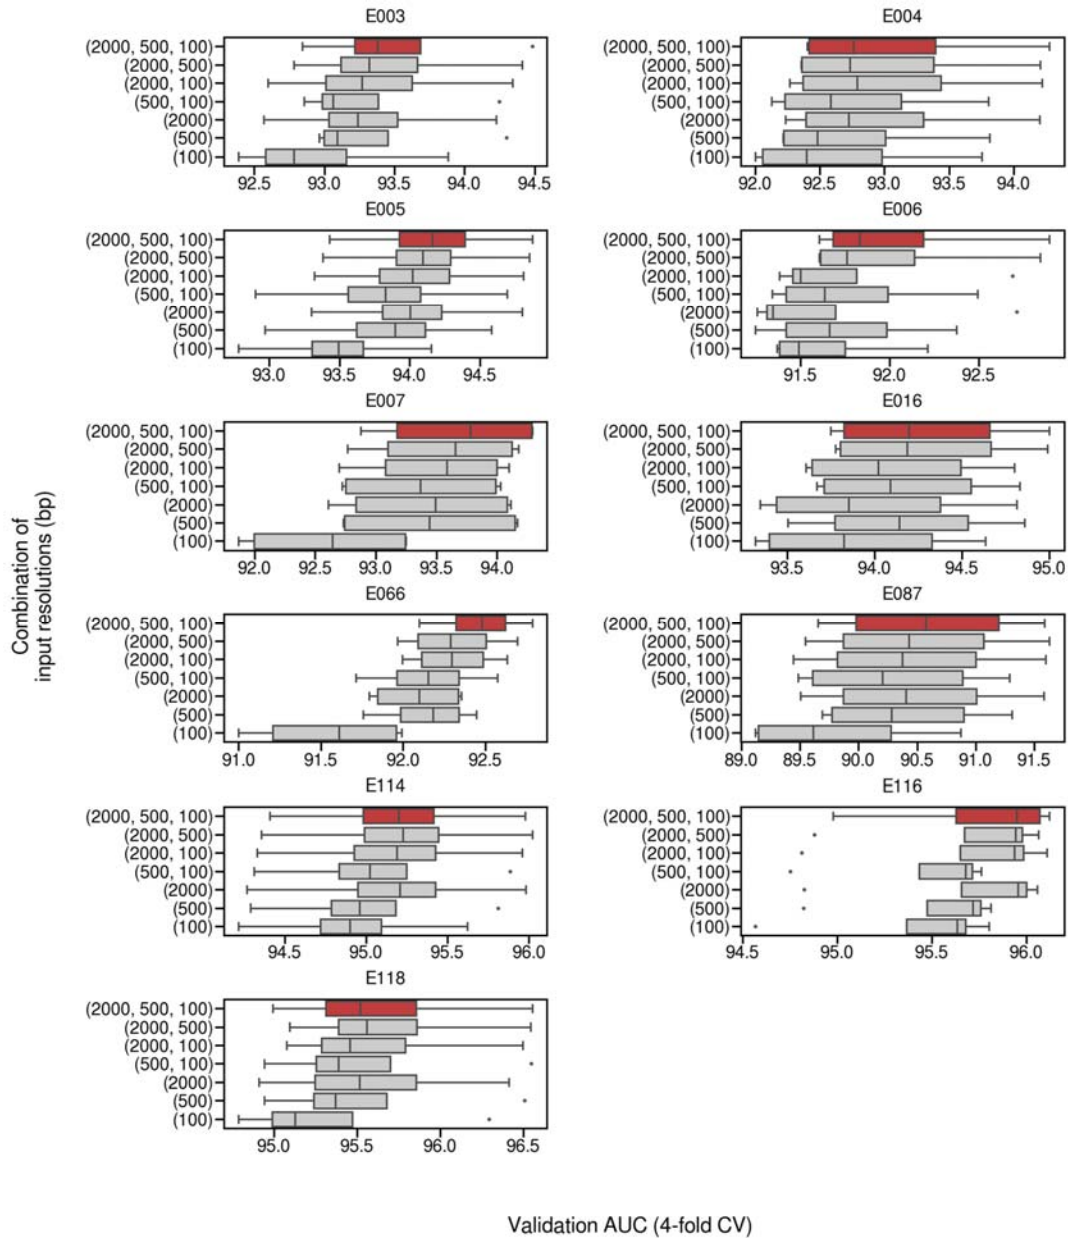 E003
(2000, 500, 100)
(2000, 500)
(2000, 100)
(500, 100)
(2000)
(500)
(100)
92.5 93.0 93.5 94.0 94.5
E004
(2000, 500, 100)
(2000, 500)
(2000, 100)
(500, 100)
(2000)
(500)
(100)
92.0 92.5 93.0 93.5 94.0
E005
(2000, 500, 100)
(2000, 500)
(2000, 100)
(500, 100)
(2000)
(500)
(100)
93.0 93.5 94.0 94.5
E006
(2000, 500, 100)
(2000, 500)
(2000, 100)
(500, 100)
(2000)
(500)
(100)
91.5 92.0 92.5
E007
(2000, 500, 100)
(2000, 500)
(2000, 100)
(500, 100)
(2000)
(500)
(100)
92.0 92.5 93.0 93.5 94.0
E016
(2000, 500, 100)
(2000, 500)
(2000, 100)
(500, 100)
(2000)
(500)
(100)
93.5 94.0 94.5 95.0
Combination of
input resolutions (bp)
E066
(2000, 500, 100)
(2000, 500)
(2000, 100)
(500, 100)
(2000)
(500)
(100)
91.0 91.5 92.0 92.5
E087
(2000, 500, 100)
(2000, 500)
(2000, 100)
(500, 100)
(2000)
(500)
(100)
89.0 89.5 90.0 90.5 91.0 91.5
E114
(2000, 500, 100)
(2000, 500)
(2000, 100)
(500, 100)
(2000)
(500)
(100)
94.5 95.0 95.5 96.0
E116
(2000, 500, 100)
(2000, 500)
(2000, 100)
(500, 100)
(2000)
(500)
(100)
94.5 95.0 95.5 96.0
E118
(2000, 500, 100)
(2000, 500)
(2000, 100)
(500, 100)
(2000)
(500)
(100)
95.0 95.5 96.0 96.5
Validation AUC (4-fold CV)